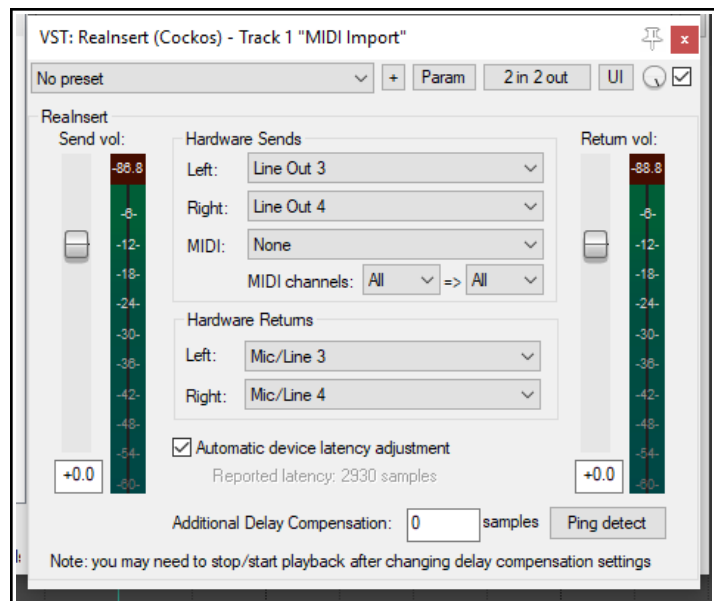 VST: ReaInsert (Cockos) - Track 1 "MIDI Import"
No preset + Param 2 in 2 out UI
ReaInsert
Send vol: Hardware Sends Return vol:
-86.8 Left: Line Out 3 -88.8
-6- Right: Line Out 4 -6-
-12- MIDI: None -12-
-18- MIDI channels: All => All -18-
-24- -24-
-30- Hardware Returns -30-
-36- Left: Mic/Line 3 -36-
-42- Right: Mic/Line 4 -42-
-48- -48-
-54- Automatic device latency adjustment -54-
+0.0 -60- Reported latency: 2930 samples +0.0 -60-
Additional Delay Compensation: 0 samples Ping detect
Note: you may need to stop/start playback after changing delay compensation settings